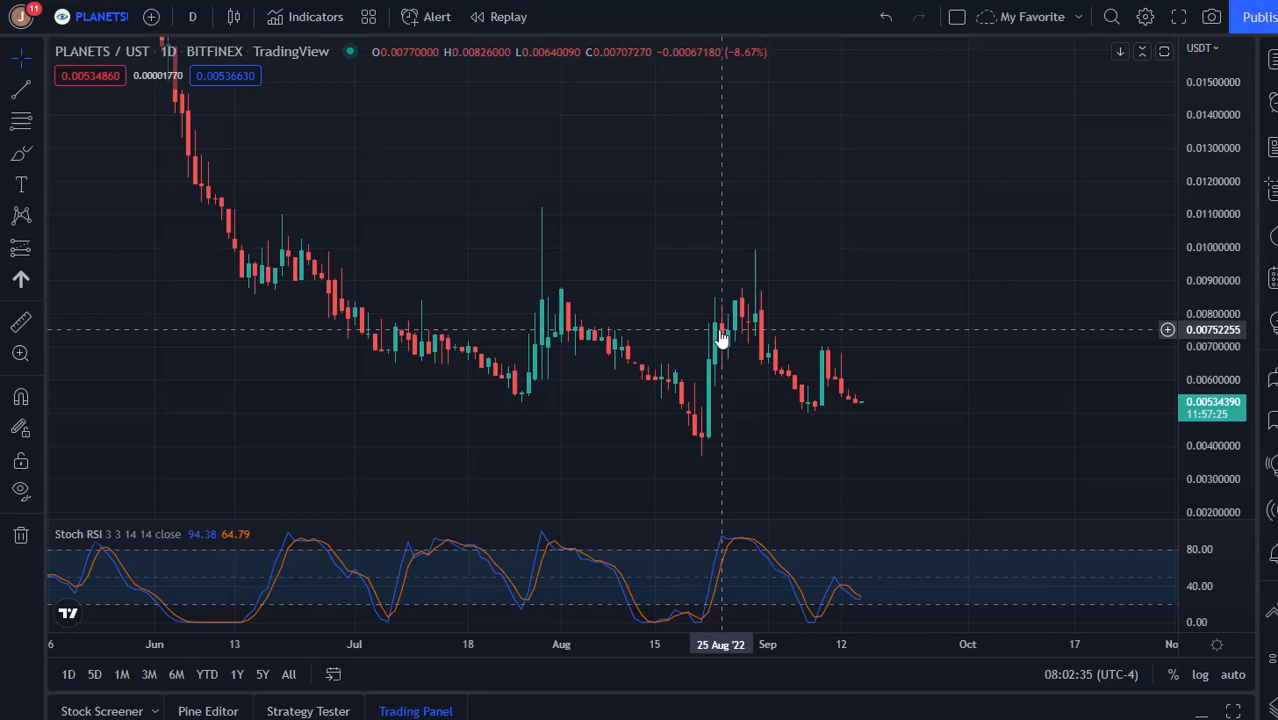 J 11 PLANETS! D Indicators Alert Replay My Favorite Publis
PLANETS / UST · 1D · BITFINEX · TradingView O0.00770000 H0.00826000 L0.00640090 C0.00707270 −0.00067180 (−8.67%) USDT
0.00534860 0.00001770 0.00536630
0.01500000
0.01400000
0.01300000
0.01200000
0.01100000
0.01000000
0.00900000
0.00800000
0.00752255
0.00700000
0.00600000
0.00534390
11:57:25
0.00400000
0.00300000
0.00200000
Stoch RSI 3 3 14 14 close 94.38 64.79
80.00
40.00
0.00
6 Jun 13 Jul 18 Aug 15 25 Aug '22 Sep 12 Oct 17 No
1D 5D 1M 3M 6M YTD 1Y 5Y All 08:02:35 (UTC-4) % log auto
Stock Screener Pine Editor Strategy Tester Trading Panel